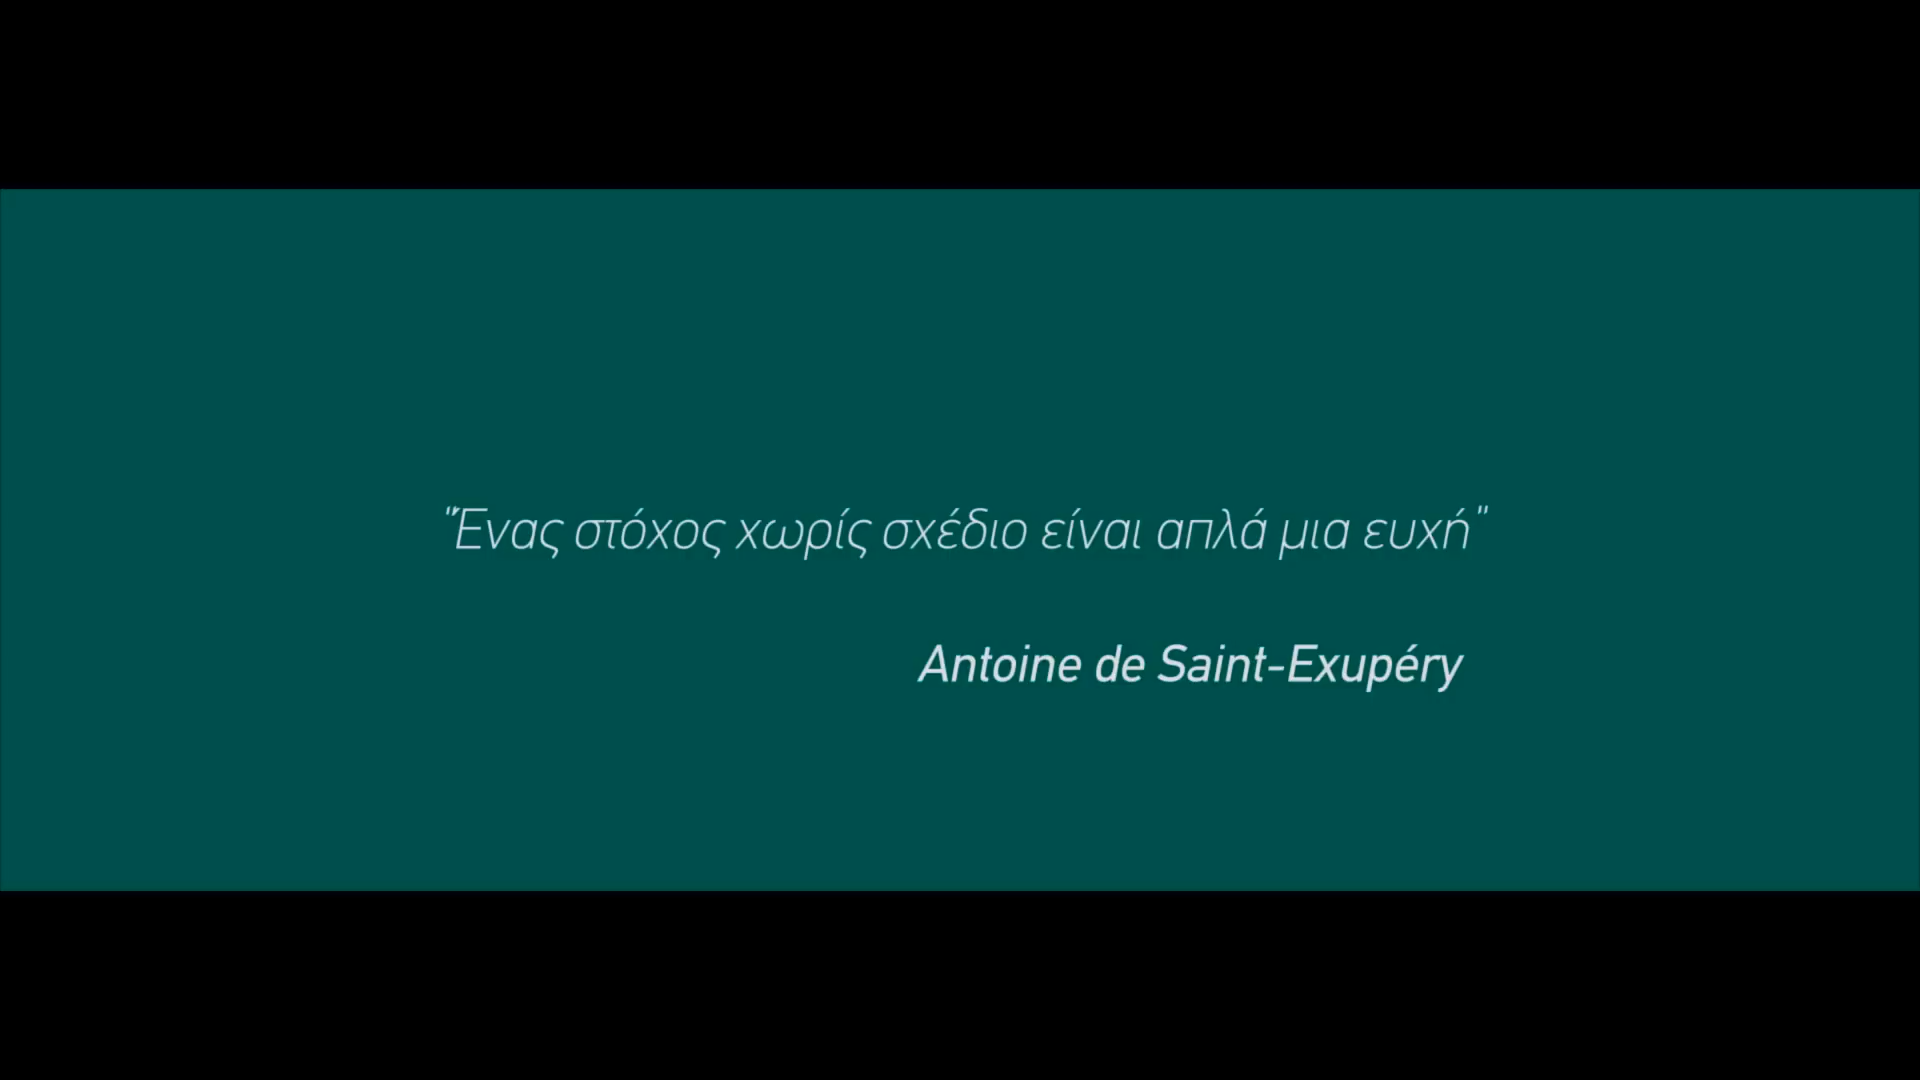 "Ένας στόχος χωρίς σχέδιο είναι απλά μια ευχή"
Antoine de Saint-Exupéry